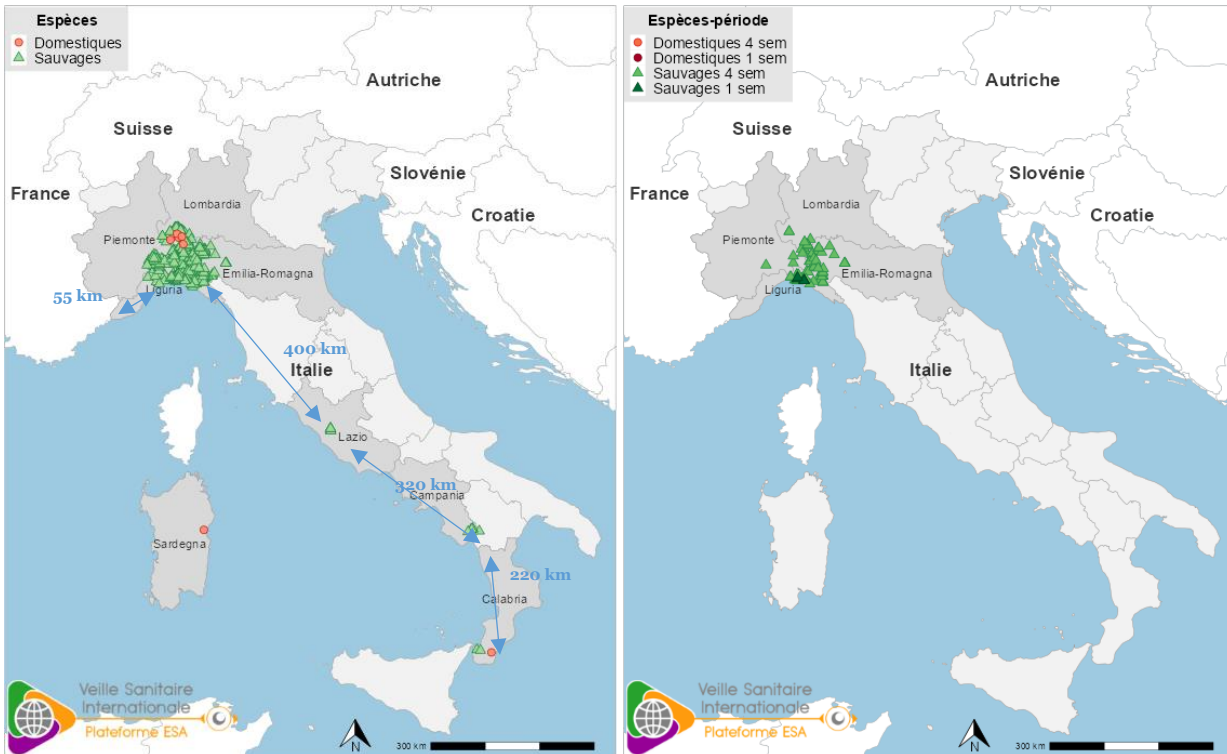 Espèces
Domestiques
Sauvages
Autriche
Suisse
Slovénie
France
Croatie
Lombardia
Piemonte
Emilia-Romagna
Liguria
55 km
400 km
Italie
Lazio
320 km
Campania
Sardegna
220 km
Calabria
Veille Sanitaire
Internationale
Plateforme ESA
N
300 km
Espèces-période
Domestiques 4 sem
Domestiques 1 sem
Sauvages 4 sem
Sauvages 1 sem
Autriche
Suisse
Slovénie
France
Croatie
Lombardia
Piemonte
Emilia-Romagna
Liguria
Italie
Veille Sanitaire
Internationale
Plateforme ESA
N
300 km